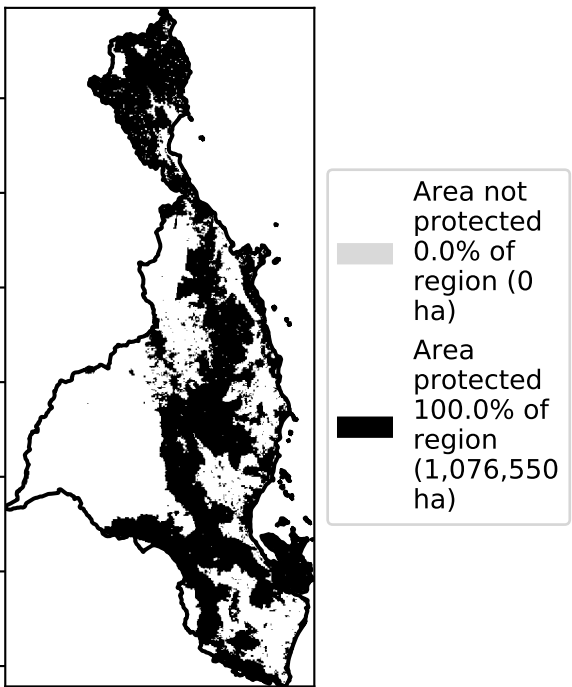 Area not
protected
0.0% of
region (0
ha)
Area
protected
100.0% of
region
(1,076,550
ha)